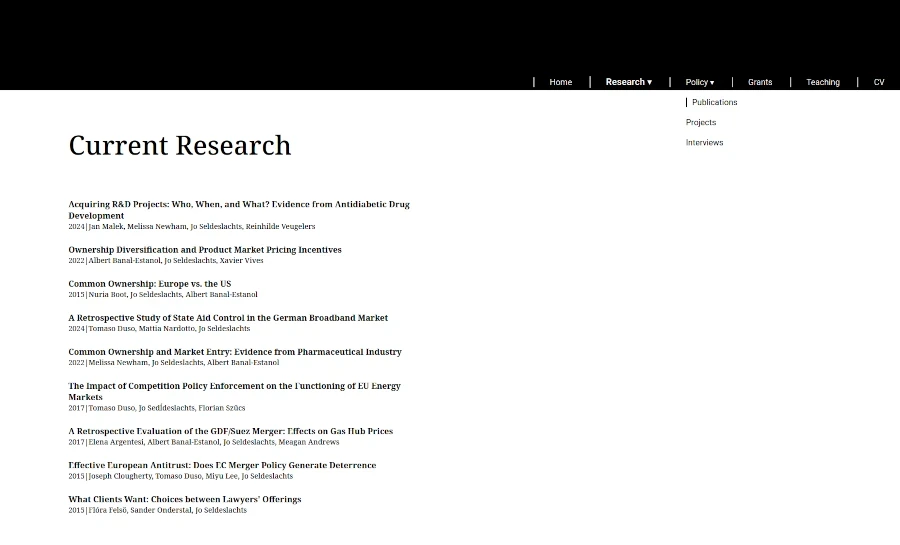 Home
Research ▾
Policy ▾
Grants
Teaching
CV
Publications
Projects
Interviews
Current Research
Acquiring R&D Projects: Who, When, and What? Evidence from Antidiabetic Drug
Development
2024|Jan Malek, Melissa Newham, Jo Seldeslachts, Reinhilde Veugelers
Ownership Diversification and Product Market Pricing Incentives
2022|Albert Banal-Estanol, Jo Seldeslachts, Xavier Vives
Common Ownership: Europe vs. the US
2015|Nuria Boot, Jo Seldeslachts, Albert Banal-Estanol
A Retrospective Study of State Aid Control in the German Broadband Market
2024|Tomaso Duso, Mattia Nardotto, Jo Seldeslachts
Common Ownership and Market Entry: Evidence from Pharmaceutical Industry
2022|Melissa Newham, Jo Seldeslachts, Albert Banal-Estanol
The Impact of Competition Policy Enforcement on the Functioning of EU Energy
Markets
2017|Tomaso Duso, Jo Sedldeslachts, Florian Szücs
A Retrospective Evaluation of the GDF/Suez Merger: Effects on Gas Hub Prices
2017|Elena Argentesi, Albert Banal-Estanol, Jo Seldeslachts, Meagan Andrews
Effective European Antitrust: Does EC Merger Policy Generate Deterrence
2015|Joseph Clougherty, Tomaso Duso, Miyu Lee, Jo Seldeslachts
What Clients Want: Choices between Lawyers' Offerings
2015|Flóra Felsö, Sander Onderstal, Jo Seldeslachts